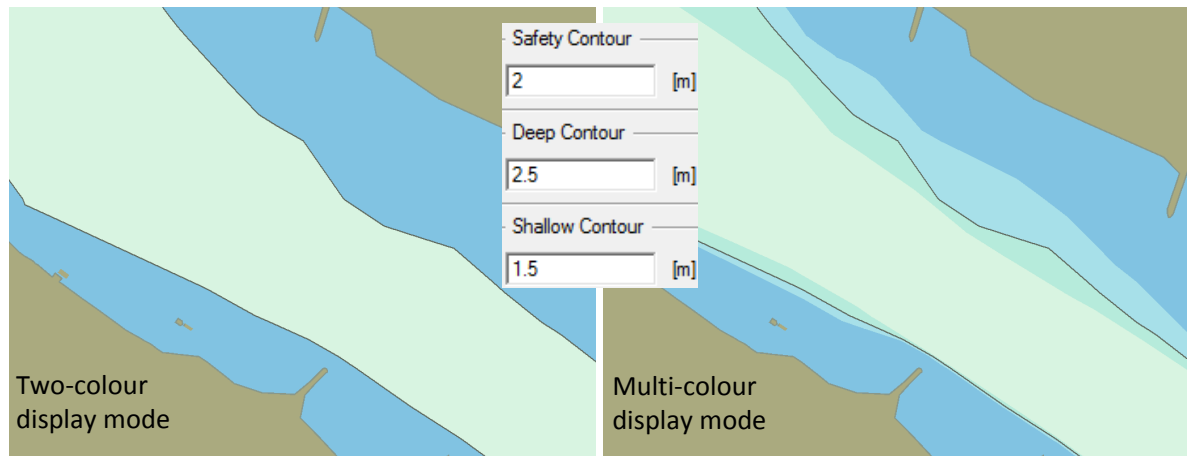 Safety Contour
2 [m]
Deep Contour
2.5 [m]
Shallow Contour
1.5 [m]
Two-colour
display mode
Multi-colour
display mode